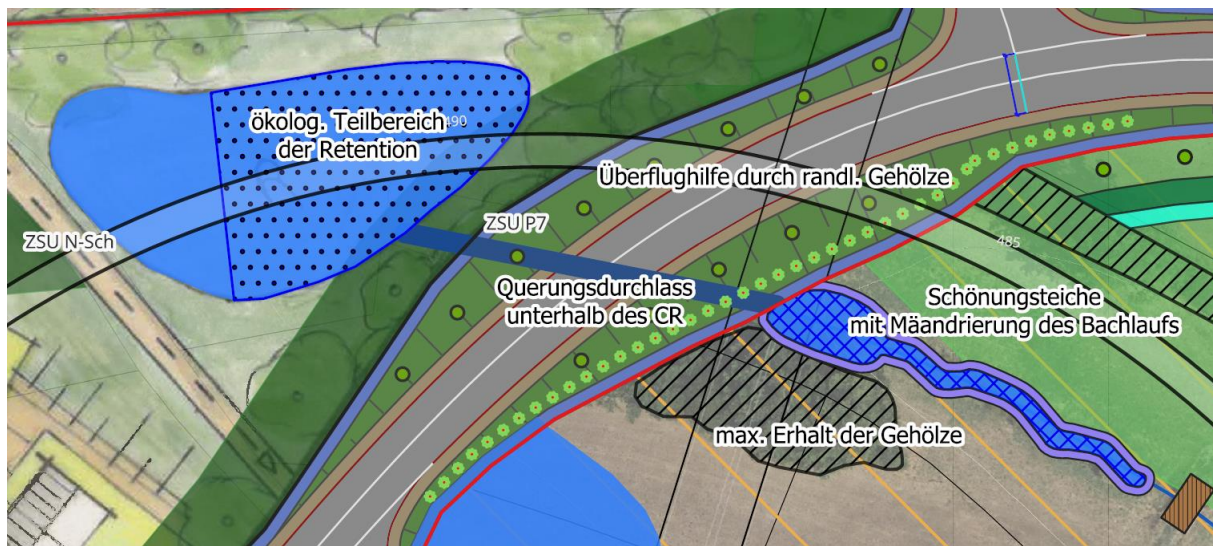 ökolog. Teilbereich
der Retention
490
Überflughilfe durch randl. Gehölze
ZSU N-Sch
ZSU P7
485
Querungsdurchlass
unterhalb des CR
Schönungsteiche
mit Mäandrierung des Bachlaufs
max. Erhalt der Gehölze